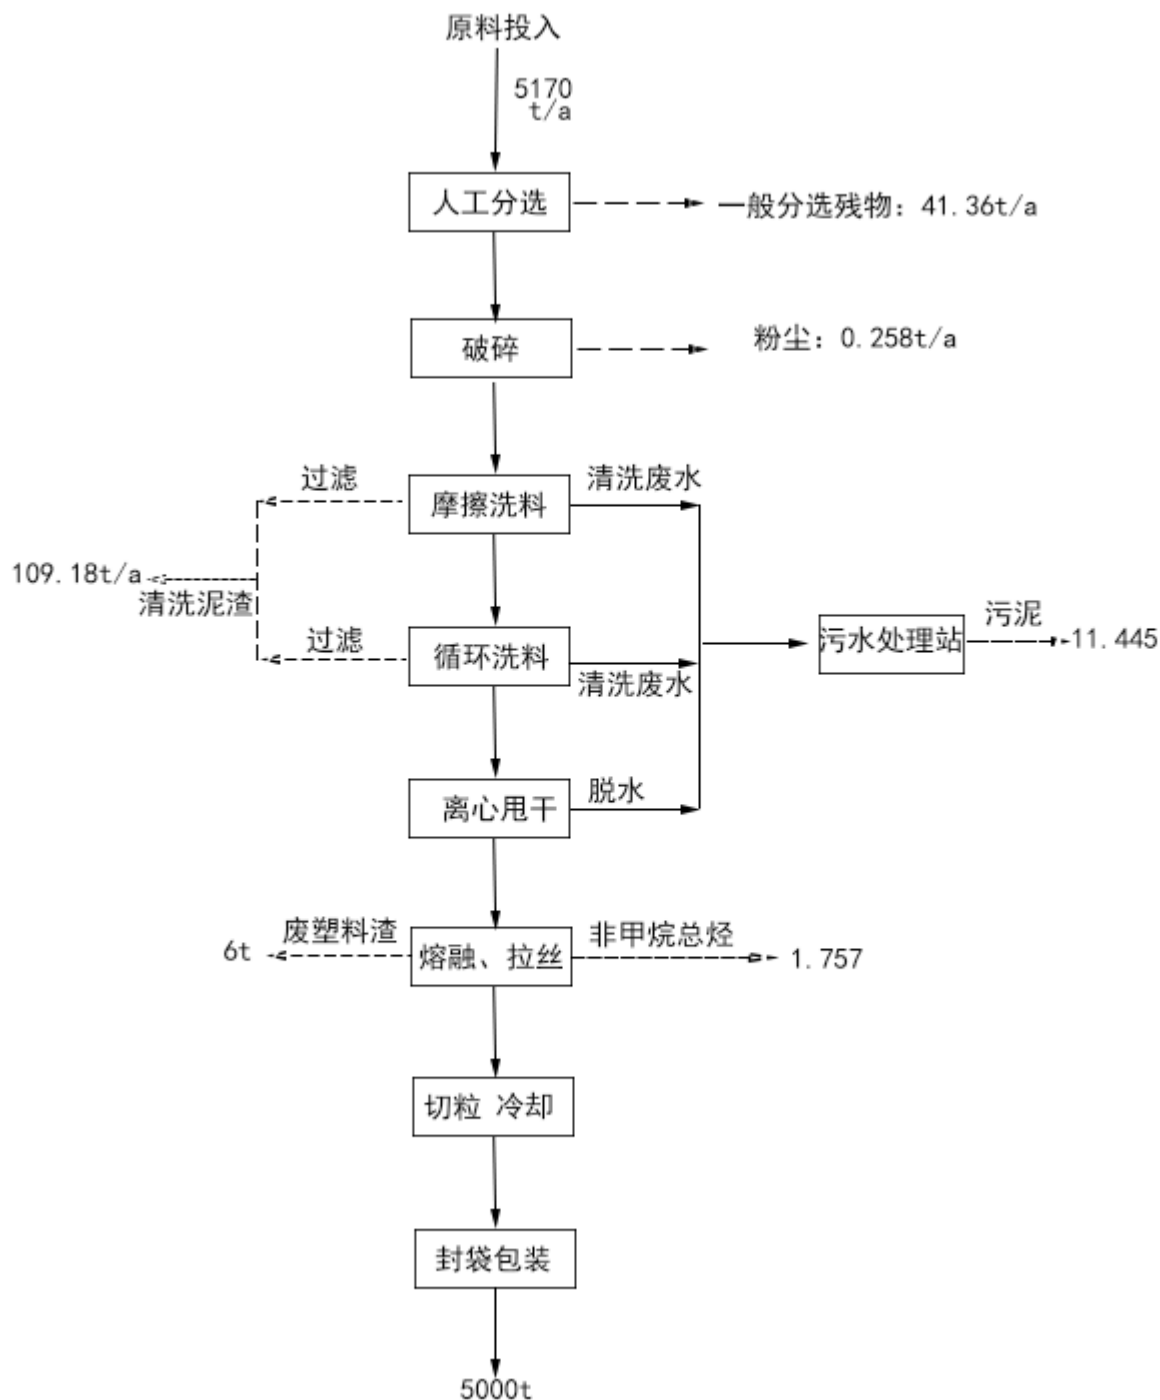 原料投入
5170
t/a
人工分选
一般分选残物：41.36t/a
破碎
粉尘：0.258t/a
过滤
摩擦洗料
清洗废水
109.18t/a
清洗泥渣
过滤
循环洗料
清洗废水
污水处理站
污泥
11.445
离心甩干
脱水
废塑料渣
6t
熔融、拉丝
非甲烷总烃
1.757
切粒 冷却
封袋包装
5000t